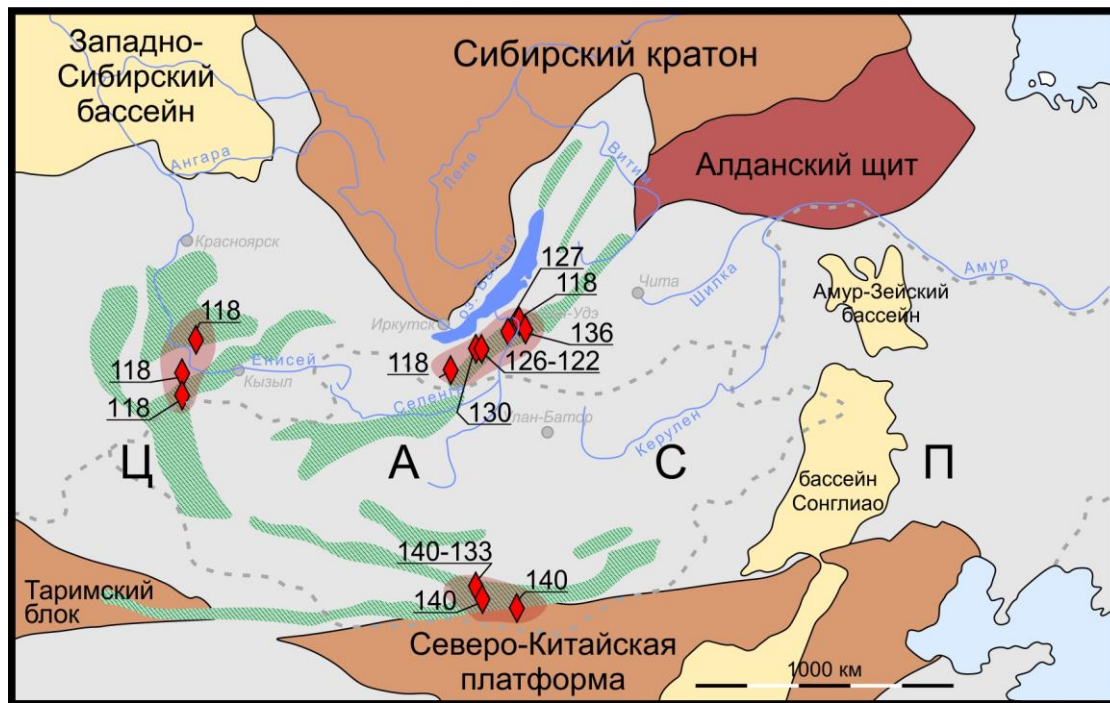 Западно-
Сибирский
бассейн
Сибирский кратон
Алданский щит
Ангара
Лена
Витим
Красноярск
оз. Байкал
127
118
Чита
Шилка
Амур
Амур-Зейский
бассейн
Иркутск
136
118
118
118
126-122
118
130
Енисей
Кызыл
Керулен
Ц
А
С
П
бассейн
Сонглиао
140-133
140
140
Таримский
блок
Северо-Китайская
платформа
1000 км